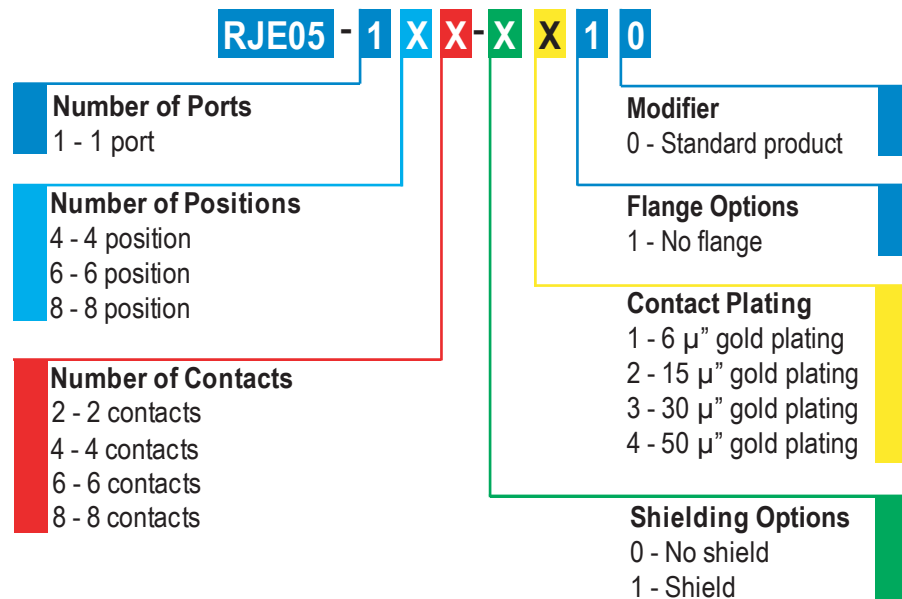 RJE05 - 1 X X - X X 1 0
Number of Ports
1 - 1 port
Number of Positions
4 - 4 position
6 - 6 position
8 - 8 position
Number of Contacts
2 - 2 contacts
4 - 4 contacts
6 - 6 contacts
8 - 8 contacts
Modifier
0 - Standard product
Flange Options
1 - No flange
Contact Plating
1 - 6 µ” gold plating
2 - 15 µ” gold plating
3 - 30 µ” gold plating
4 - 50 µ” gold plating
Shielding Options
0 - No shield
1 - Shield